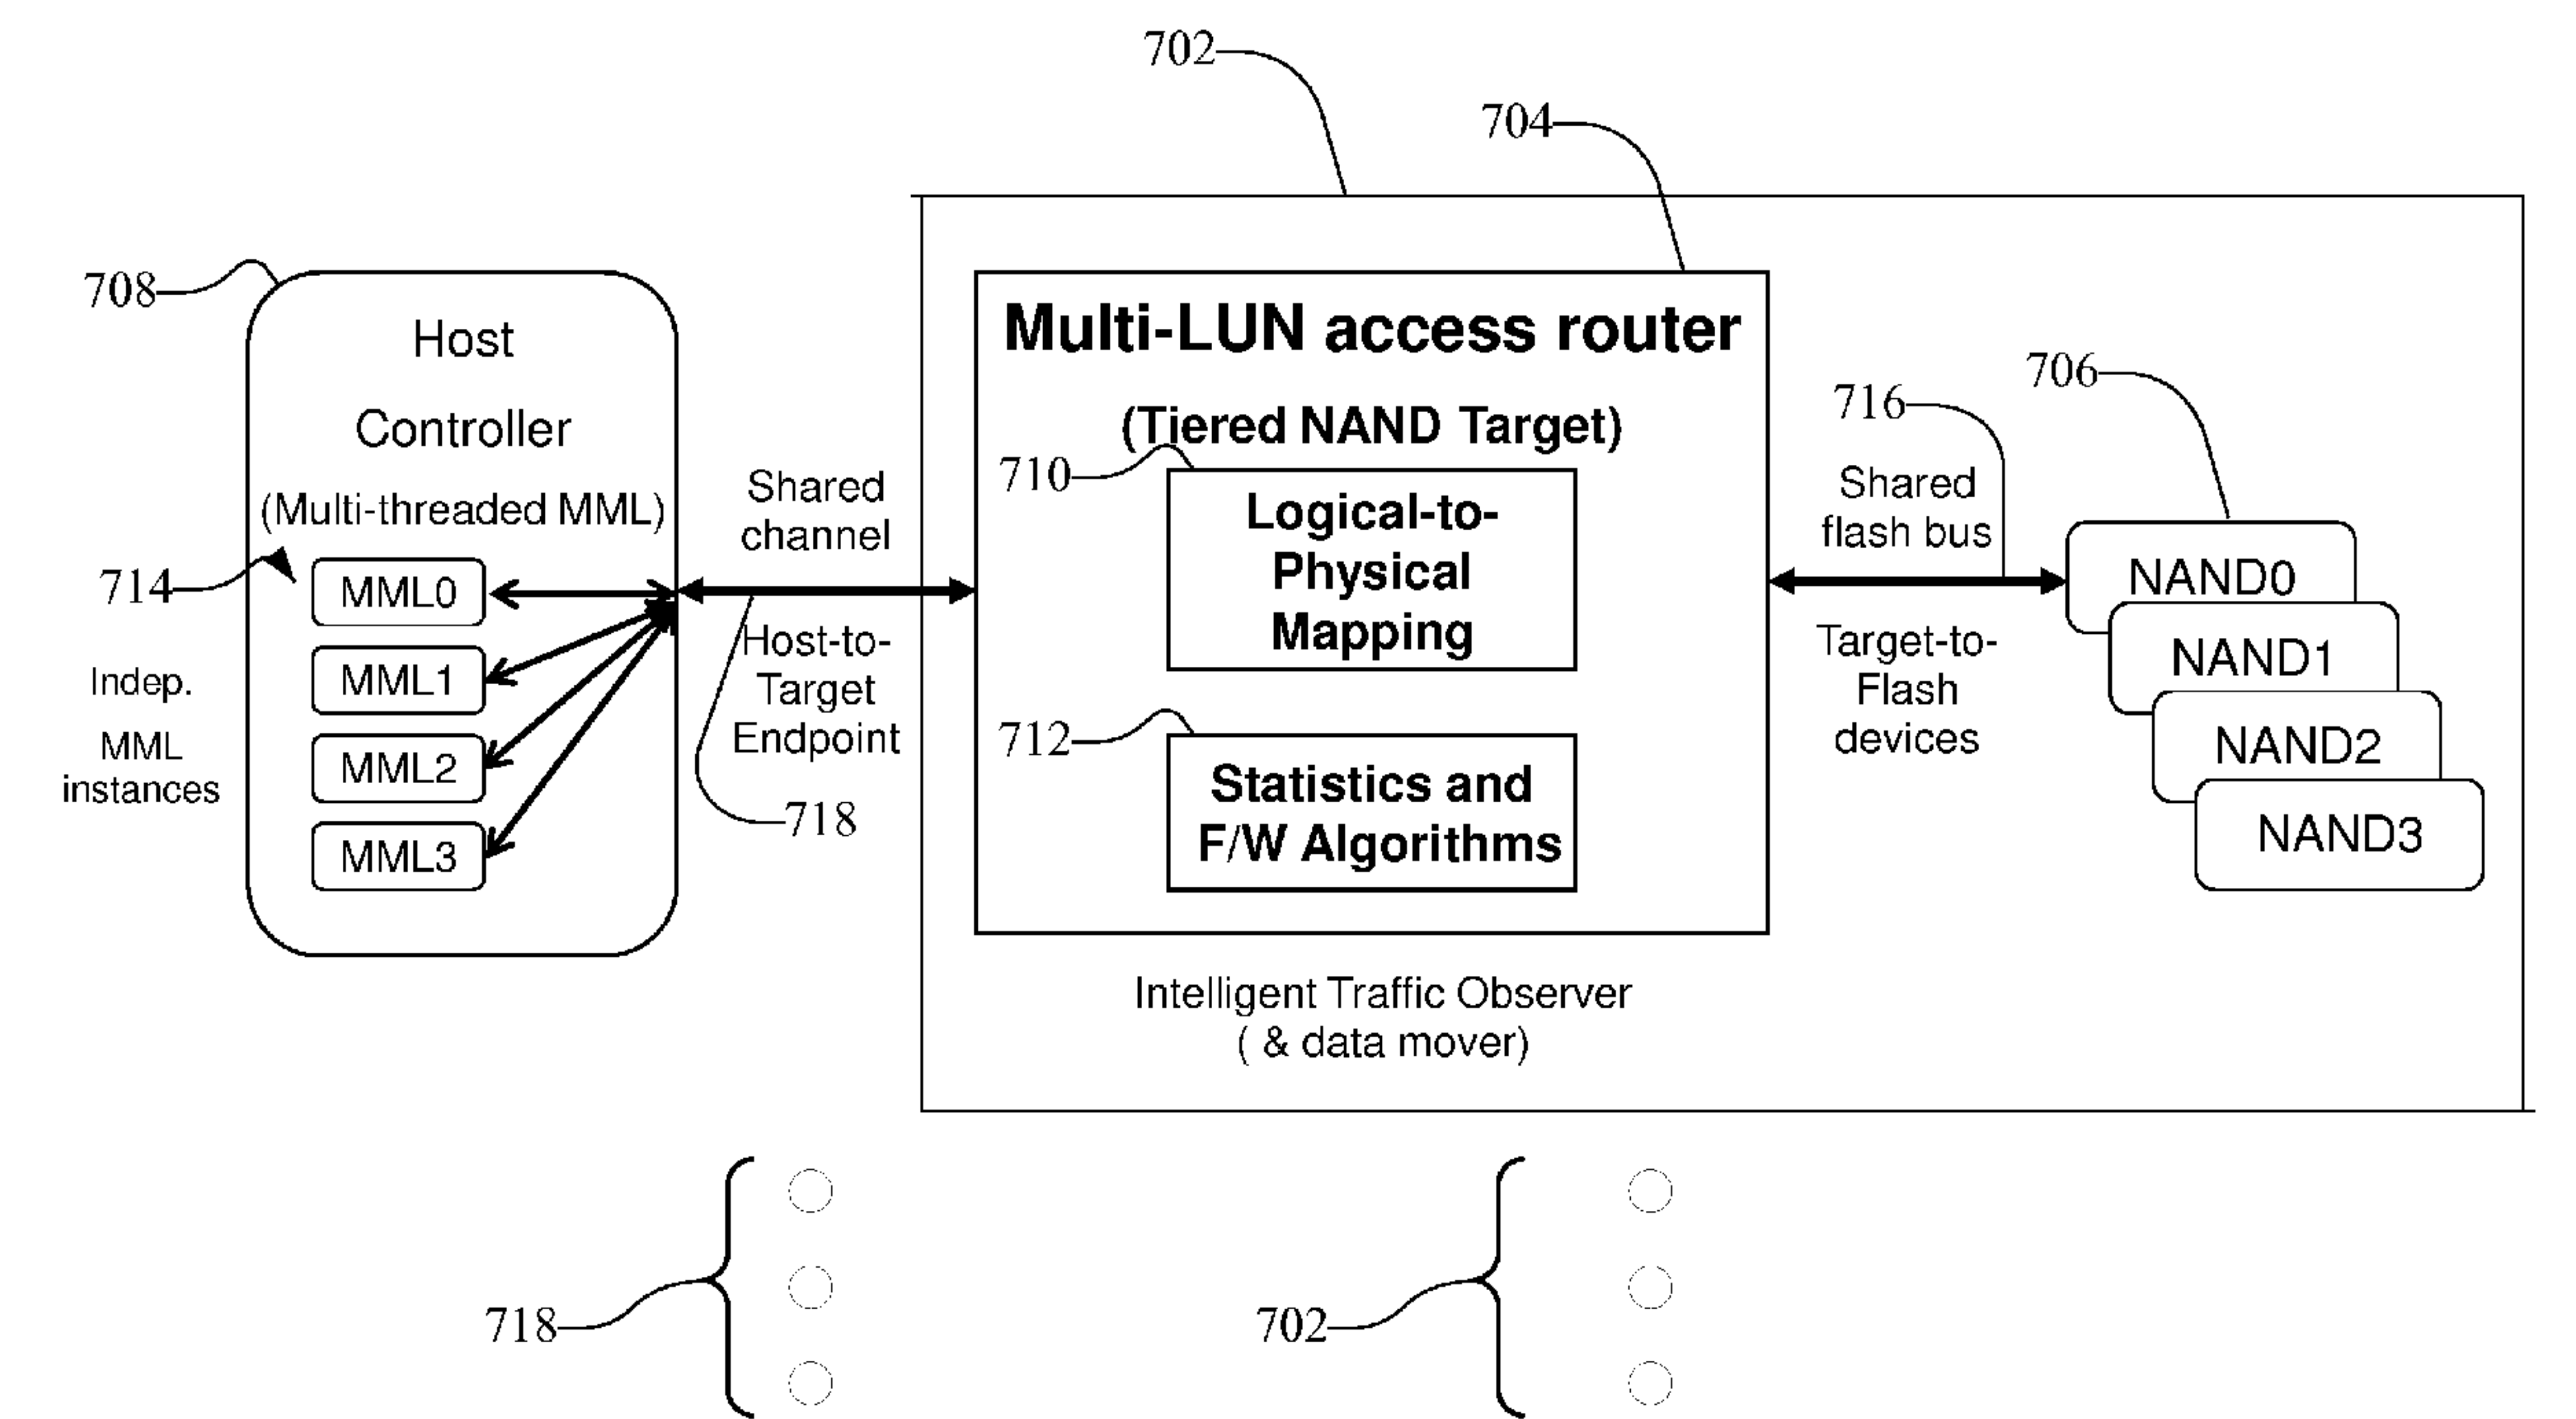 702
704
708
Host
Controller
(Multi-threaded MML)
714
MML0
MML1
MML2
MML3
Indep.
MML
instances
Shared
channel
Host-to-
Target
Endpoint
718
Multi-LUN access router
(Tiered NAND Target)
710
Logical-to-
Physical
Mapping
712
Statistics and
F/W Algorithms
Intelligent Traffic Observer
( & data mover)
716
Shared
flash bus
Target-to-
Flash
devices
706
NAND0
NAND1
NAND2
NAND3
718
702